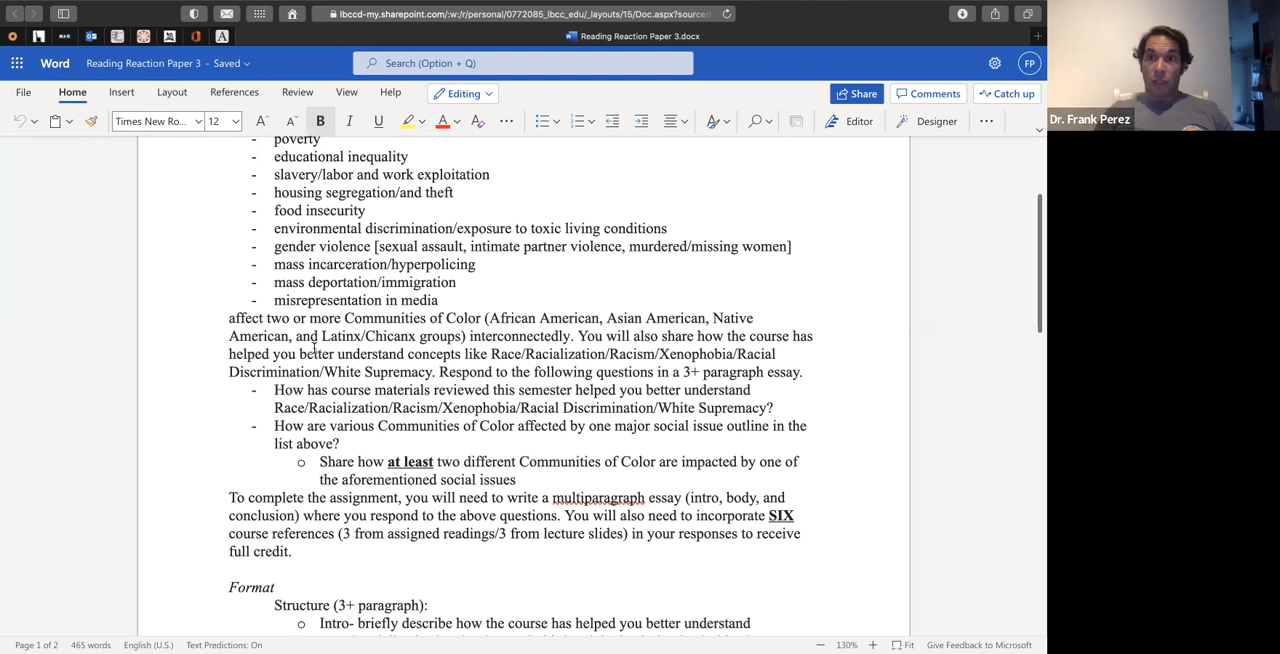 lbccd-my.sharepoint.com/:w:/r/personal/0772085_lbcc_edu/_layouts/15/Doc.aspx?sourced
Reading Reaction Paper 3.docx
Word
Reading Reaction Paper 3 - Saved
Search (Option + Q)
FP
File
Home
Insert
Layout
References
Review
View
Help
Editing
Share
Comments
Catch up
Times New Ro...
12
B
I
U
A
Editor
Designer
Dr. Frank Perez
- poverty
- educational inequality
- slavery/labor and work exploitation
- housing segregation/and theft
- food insecurity
- environmental discrimination/exposure to toxic living conditions
- gender violence [sexual assault, intimate partner violence, murdered/missing women]
- mass incarceration/hyperpolicing
- mass deportation/immigration
- misrepresentation in media
affect two or more Communities of Color (African American, Asian American, Native
American, and Latinx/Chicanx groups) interconnectedly. You will also share how the course has
helped you better understand concepts like Race/Racialization/Racism/Xenophobia/Racial
Discrimination/White Supremacy. Respond to the following questions in a 3+ paragraph essay.
- How has course materials reviewed this semester helped you better understand
Race/Racialization/Racism/Xenophobia/Racial Discrimination/White Supremacy?
- How are various Communities of Color affected by one major social issue outline in the
list above?
o Share how at least two different Communities of Color are impacted by one of
the aforementioned social issues
To complete the assignment, you will need to write a multiparagraph essay (intro, body, and
conclusion) where you respond to the above questions. You will also need to incorporate SIX
course references (3 from assigned readings/3 from lecture slides) in your responses to receive
full credit.
Format
Structure (3+ paragraph):
o Intro- briefly describe how the course has helped you better understand
Page 1 of 2
465 words
English (U.S.)
Text Predictions: On
130%
Fit
Give Feedback to Microsoft